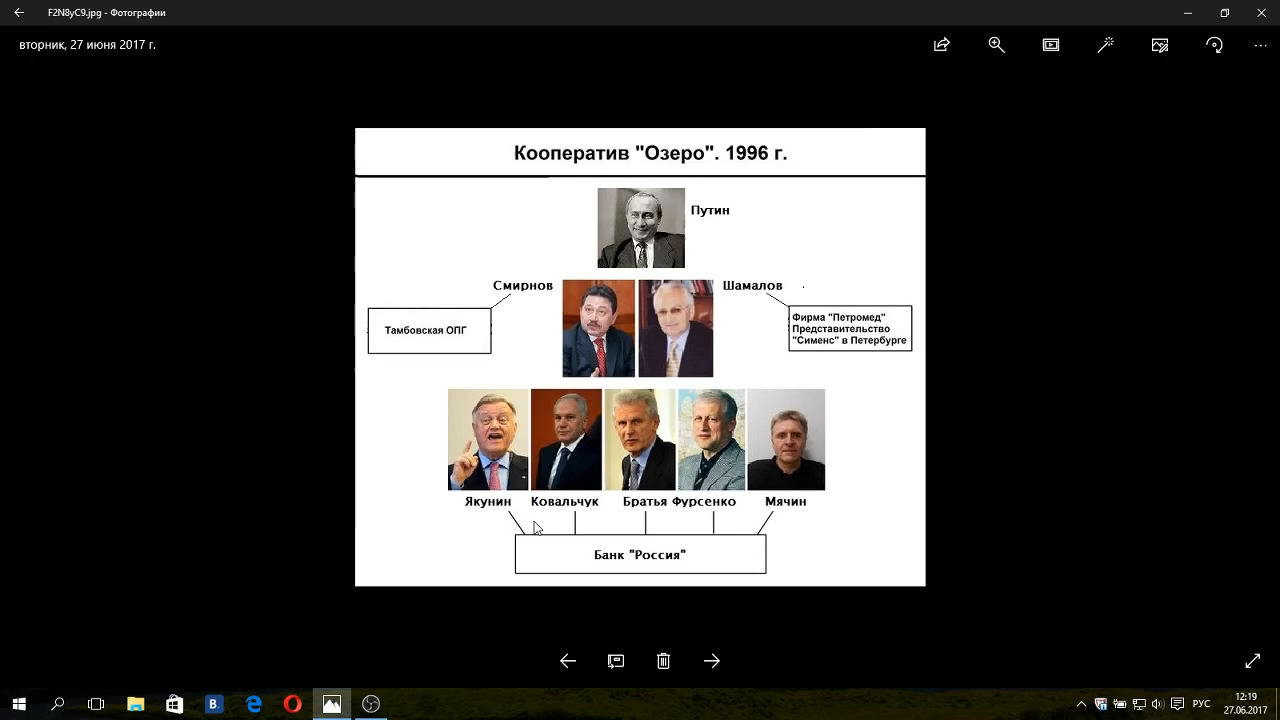 F2N8yC9.jpg - Фотографии
вторник, 27 июня 2017 г.
Кооператив "Озеро". 1996 г.
Путин
Смирнов
Шамалов
Тамбовская ОПГ
Фирма "Петромед"
Представительство
"Сименс" в Петербурге
Якунин
Ковальчук
Братья Фурсенко
Мячин
Банк "Россия"
B.
РУС
12:19
27.06.2017